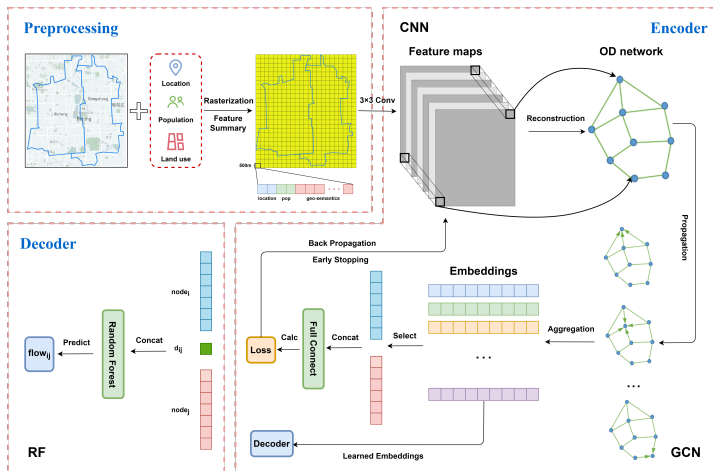 Preprocessing
Location
Population
Land use
Rasterization
Feature
Summary
500m
location
pop
geo-semantics
3×3 Conv
CNN
Encoder
Feature maps
OD network
Reconstruction
Propagation
Decoder
node i
d ij
node j
Concat
Random Forest
Predict
flow ij
RF
Back Propagation
Early Stopping
Embeddings
Loss
Calc
Full Connect
Concat
Select
Aggregation
...
...
Decoder
Learned Embeddings
GCN